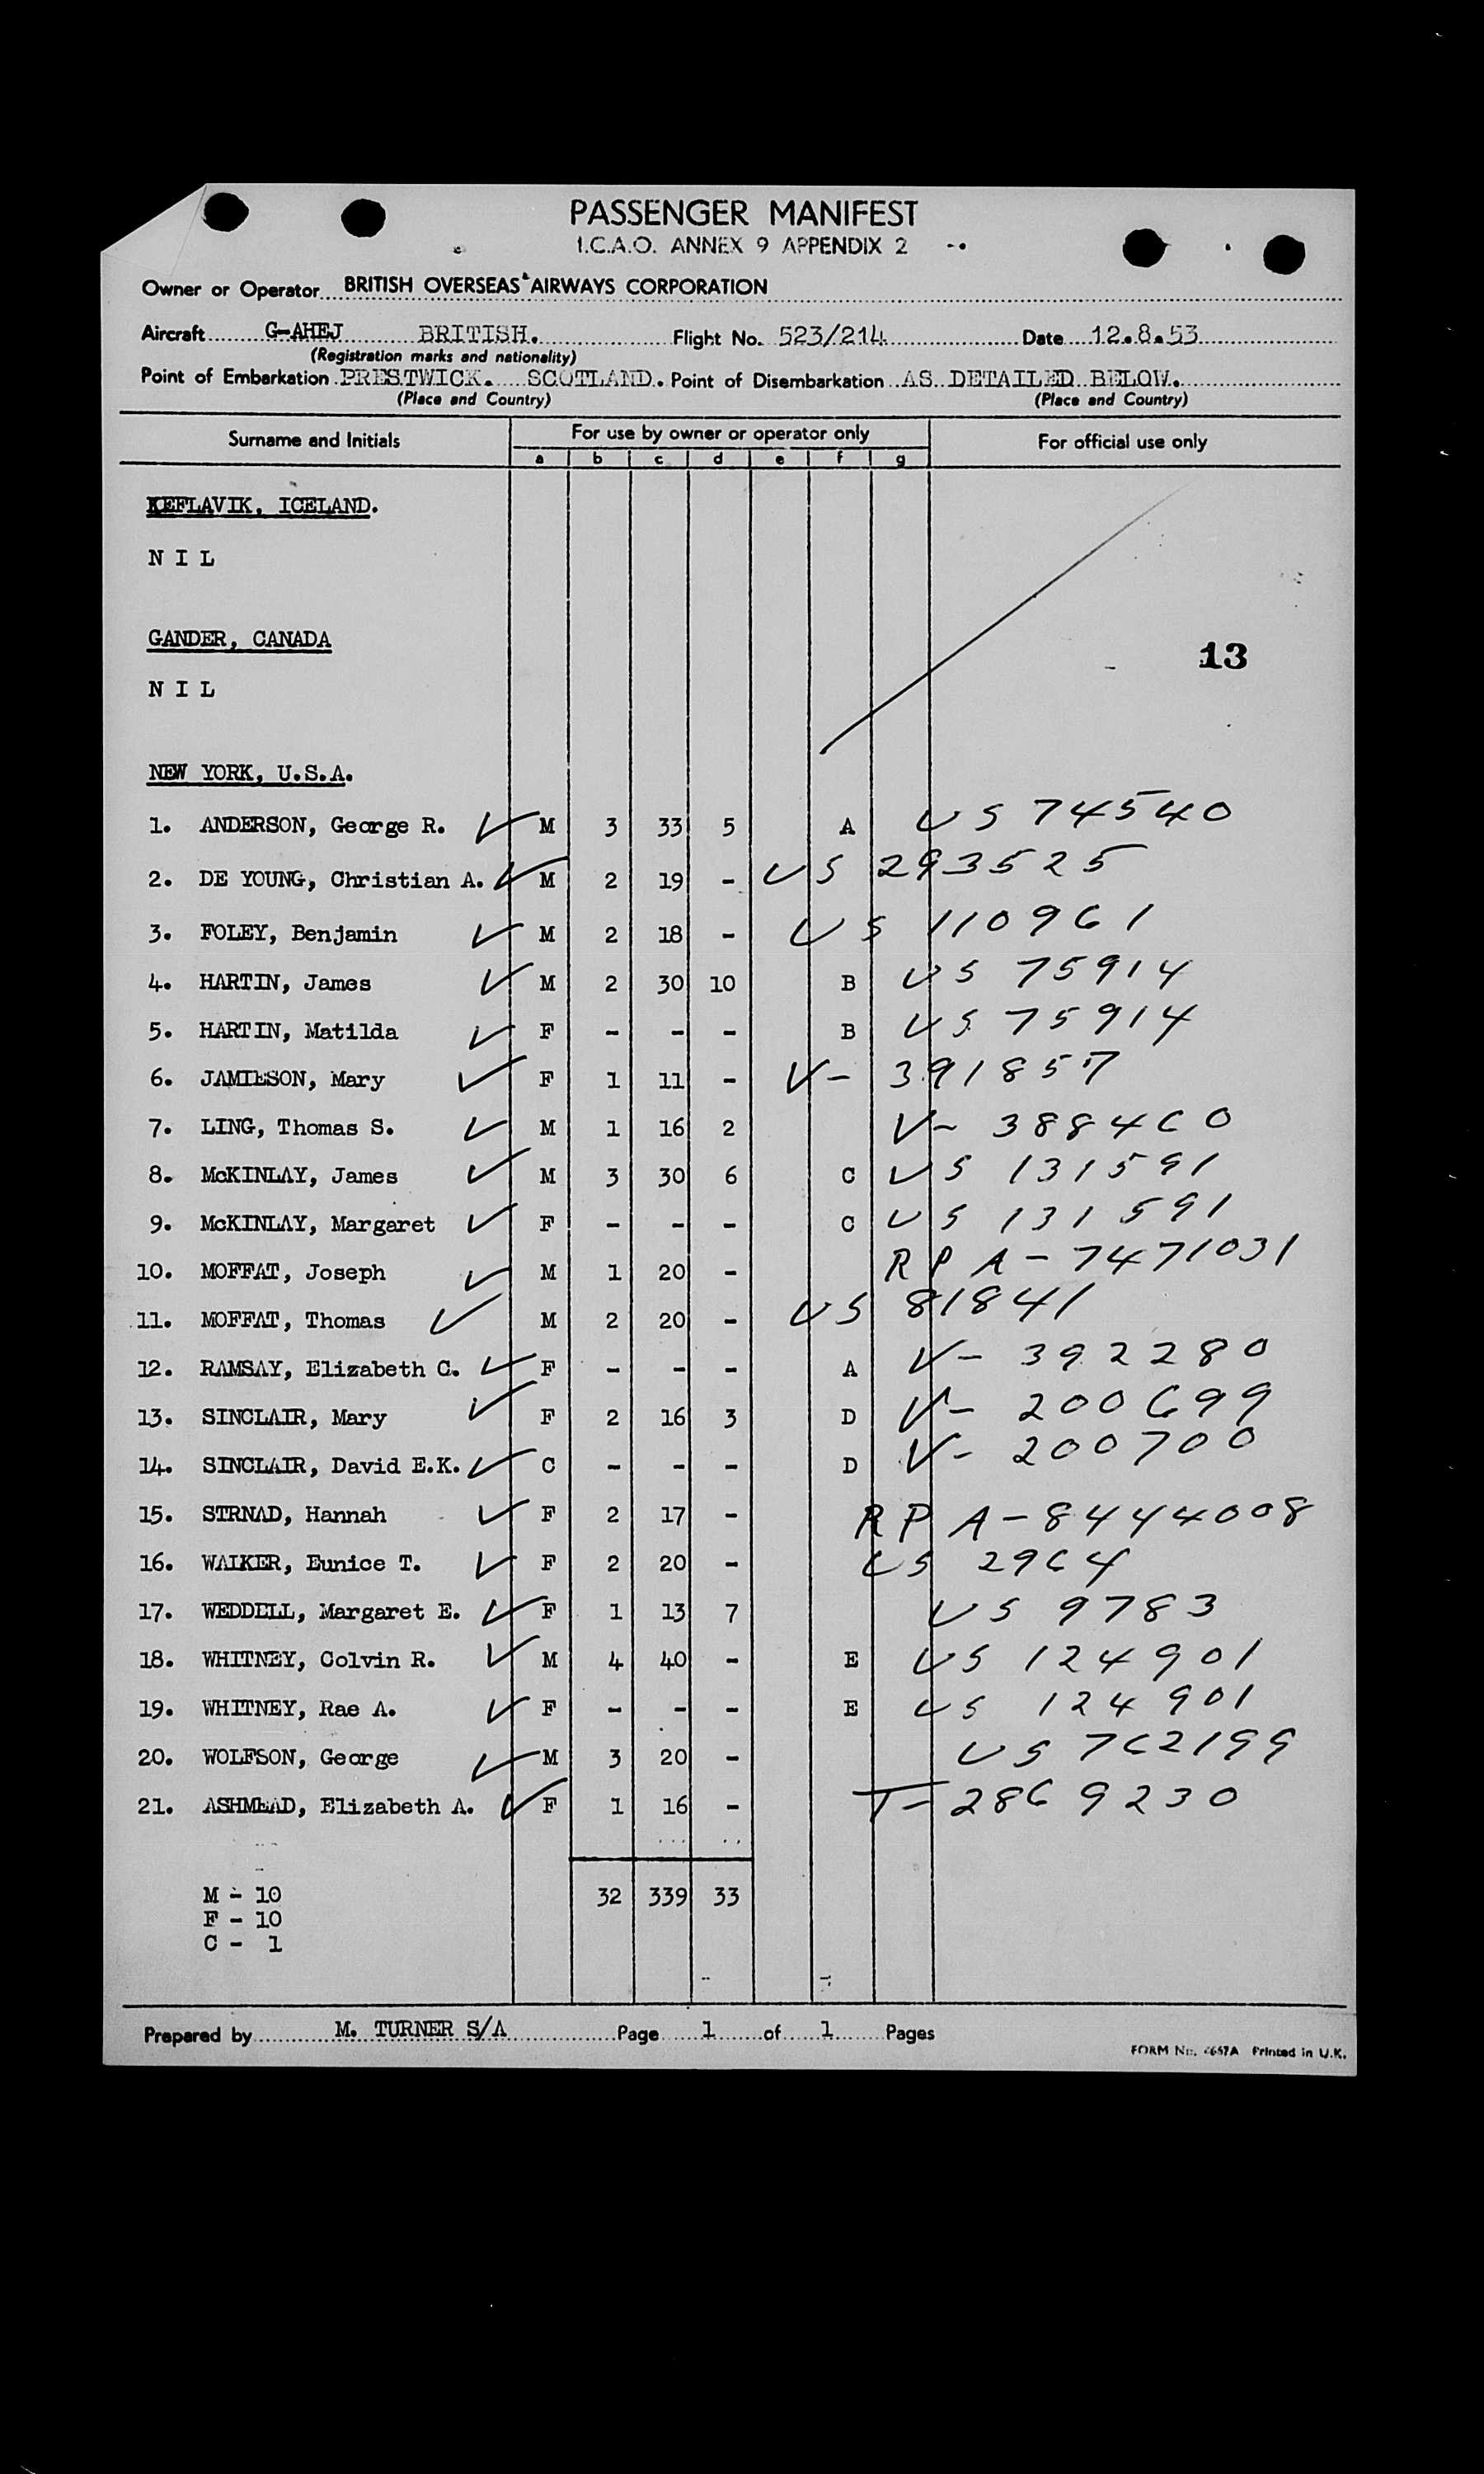 PASSENGER MANIFEST
I.C.A.O. ANNEX 9 APPENDIX 2
Owner or Operator BRITISH OVERSEAS AIRWAYS CORPORATION
Aircraft G-AHEJ BRITISH. Flight No. 523/214 Date 12.8.53
(Registration marks and nationality)
Point of Embarkation PRESTWICK. SCOTLAND. Point of Disembarkation AS DETAILED BELOW.
(Place and Country) (Place and Country)
Surname and Initials For use by owner or operator only For official use only
a b c d e f g
KEFLAVIK, ICELAND.
N I L
GANDER, CANADA
13
N I L
NEW YORK, U.S.A.
1. ANDERSON, George R. M 3 33 5 A US 74540
2. DE YOUNG, Christian A. M 2 19 - US 293525
3. FOLEY, Benjamin M 2 18 - US 110961
4. HARTIN, James M 2 30 10 B US 75914
5. HARTIN, Matilda F - - - B US 75914
6. JAMIESON, Mary F 1 11 - V- 391857
7. LING, Thomas S. M 1 16 2 V- 388460
8. McKINLAY, James M 3 30 6 C US 131591
9. McKINLAY, Margaret F - - - C US 131591
10. MOFFAT, Joseph M 1 20 - RP A-7471031
11. MOFFAT, Thomas M 2 20 - US 81841
12. RAMSAY, Elizabeth C. F - - - A V- 392280
13. SINCLAIR, Mary F 2 16 3 D V- 200699
14. SINCLAIR, David E.K. C - - - D V- 200700
15. STRNAD, Hannah F 2 17 - RP A-8444008
16. WALKER, Eunice T. F 2 20 - US 2964
17. WEDDELL, Margaret E. F 1 13 7 US 9783
18. WHITNEY, Colvin R. M 4 40 - E US 124901
19. WHITNEY, Rae A. F - - - E US 124901
20. WOLFSON, George M 3 20 - US 762199
21. ASHMEAD, Elizabeth A. F 1 16 - T-2869230
M - 10 32 339 33
F - 10
C - 1
Prepared by M. TURNER S/A Page 1 of 1 Pages
FORM No. Printed in U.K.